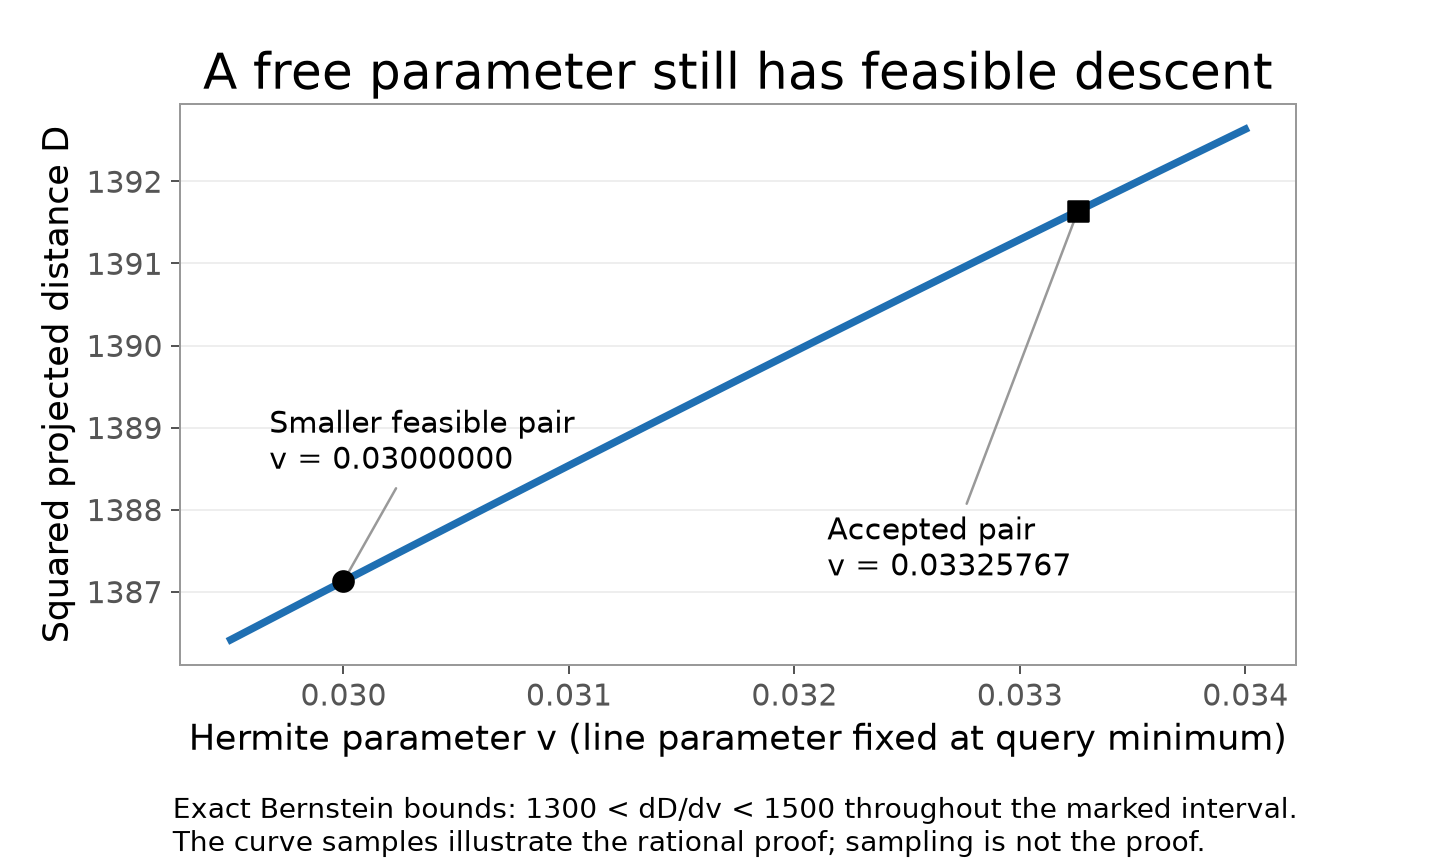 A free parameter still has feasible descent
Squared projected distance D
1392
1391
1390
1389
1388
1387
Smaller feasible pair
v = 0.03000000
Accepted pair
v = 0.03325767
0.030
0.031
0.032
0.033
0.034
Hermite parameter v (line parameter fixed at query minimum)
Exact Bernstein bounds: 1300 < dD/dv < 1500 throughout the marked interval.
The curve samples illustrate the rational proof; sampling is not the proof.